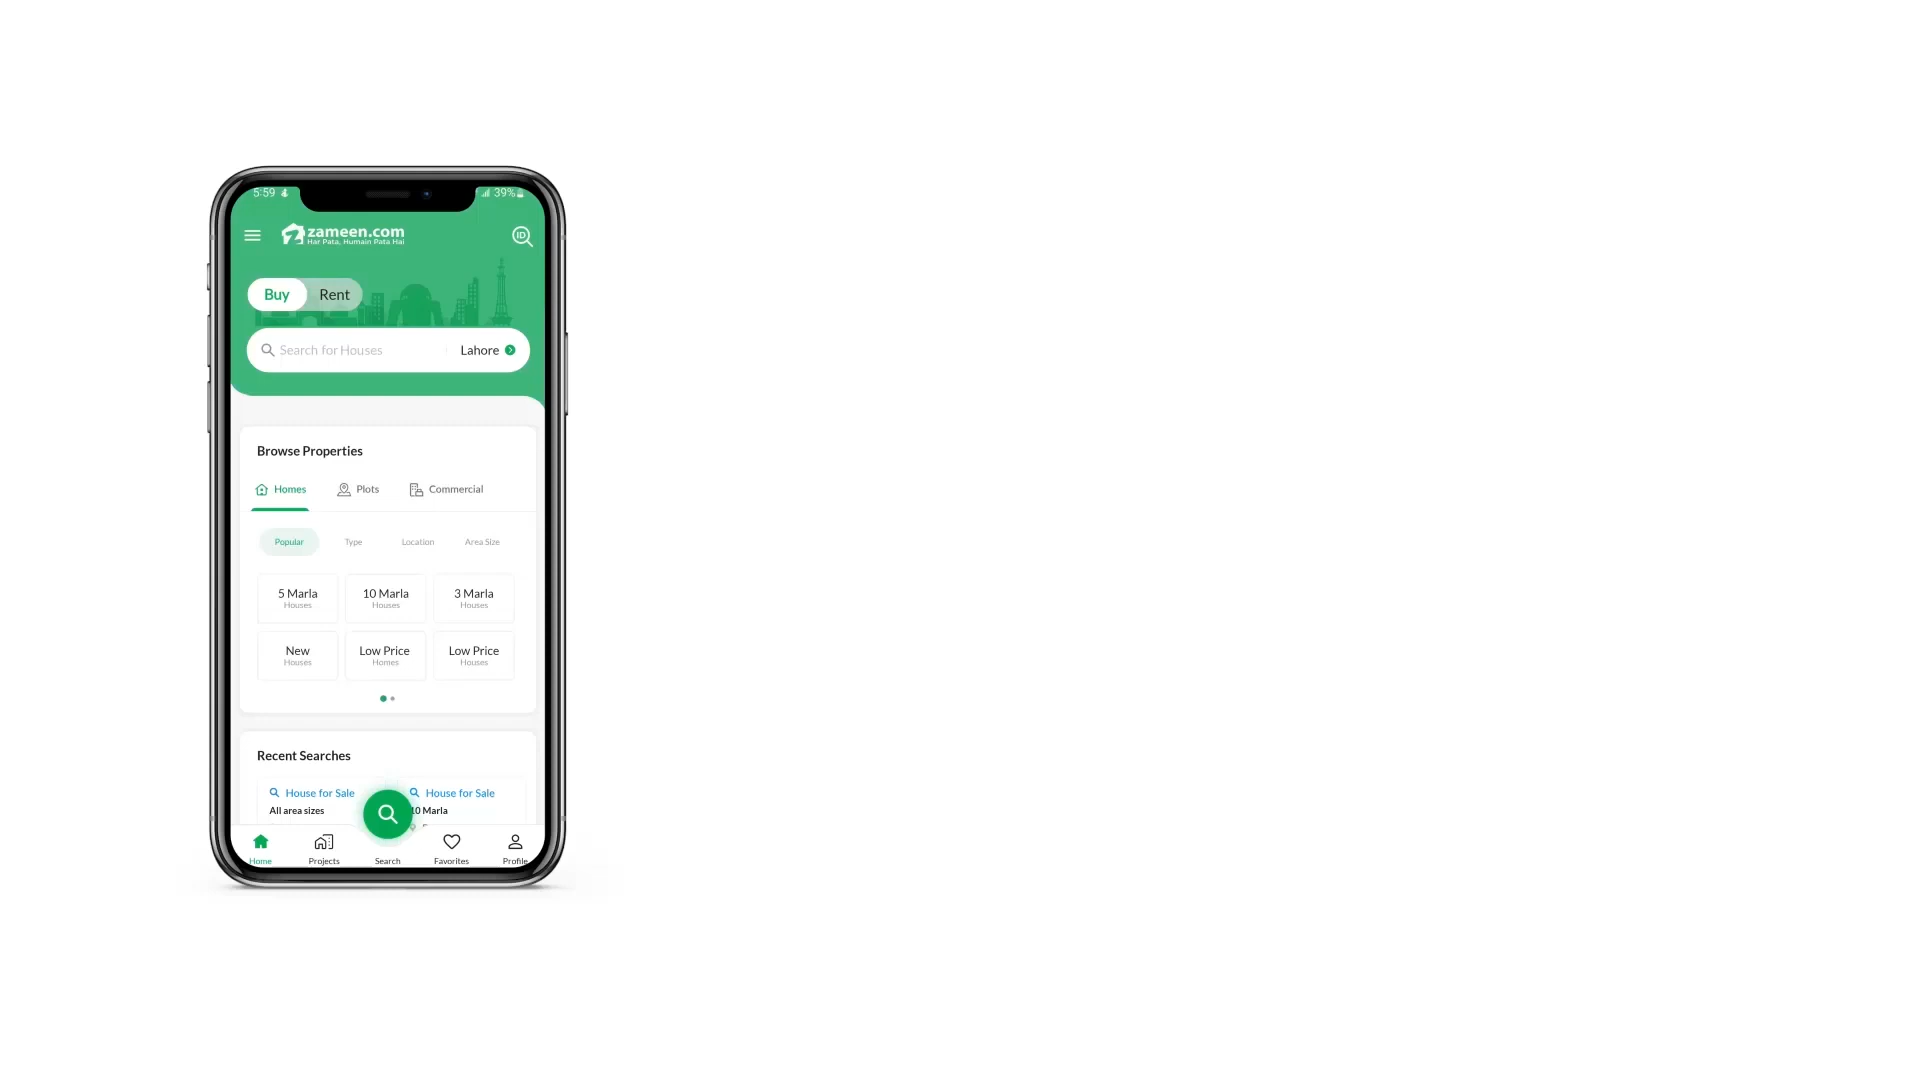 5:59
39%
zameen.com
Har Pata, Humain Pata Hai
ID
Buy
Rent
Search for Houses
Lahore
Browse Properties
Homes
Plots
Commercial
Popular
Type
Location
Area Size
5 Marla
Houses
10 Marla
Houses
3 Marla
Houses
New
Houses
Low Price
Homes
Low Price
Houses
Recent Searches
House for Sale
All area sizes
House for Sale
10 Marla
Home
Projects
Search
Favorites
Profile